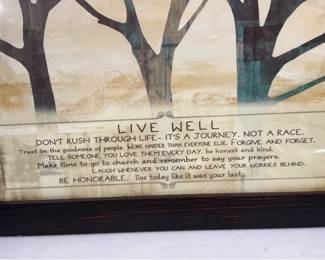 LIVE WELL
DON'T RUSH THROUGH LIFE- IT'S A JOURNEY, NOT A RACE.
Trust in the goodness of people. WORK HARDER THAN EVERYONE ELSE. FORGIVE AND FORGET.
TELL SOMEONE YOU LOVE THEM EVERY DAY. be honest and kind.
Make time to go to church and remember to say your prayers.
LAUGH WHENEVER YOU CAN AND LEAVE YOUR WORRIES BEHIND.
BE HONORABLE. live today like it was your last.